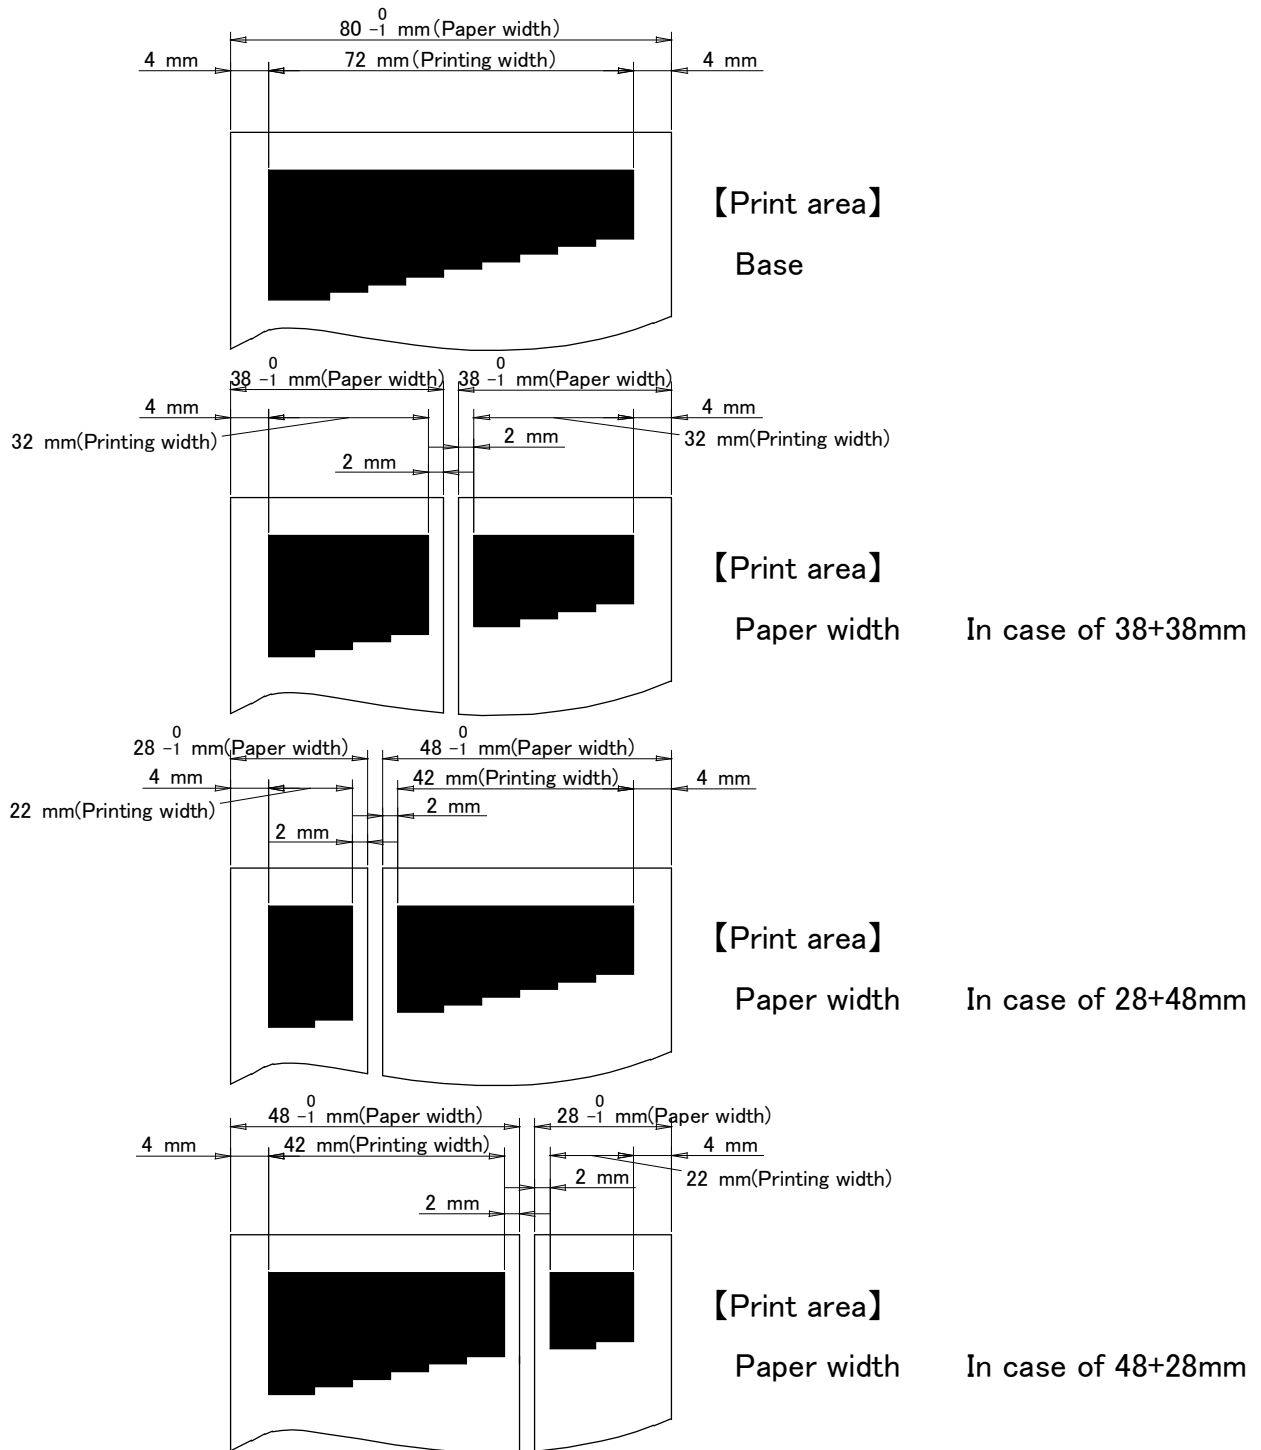 80 0 -1 mm(Paper width)
4 mm 72 mm(Printing width) 4 mm
【Print area】
Base
38 0 -1 mm(Paper width) 38 0 -1 mm(Paper width)
4 mm 4 mm
32 mm(Printing width) 2 mm 32 mm(Printing width)
2 mm
【Print area】
Paper width In case of 38+38mm
28 0 -1 mm(Paper width) 48 0 -1 mm(Paper width)
4 mm 42 mm(Printing width) 4 mm
22 mm(Printing width) 2 mm
2 mm
【Print area】
Paper width In case of 28+48mm
48 0 -1 mm(Paper width) 28 0 -1 mm(Paper width)
4 mm 42 mm(Printing width) 4 mm
2 mm 22 mm(Printing width)
2 mm
【Print area】
Paper width In case of 48+28mm